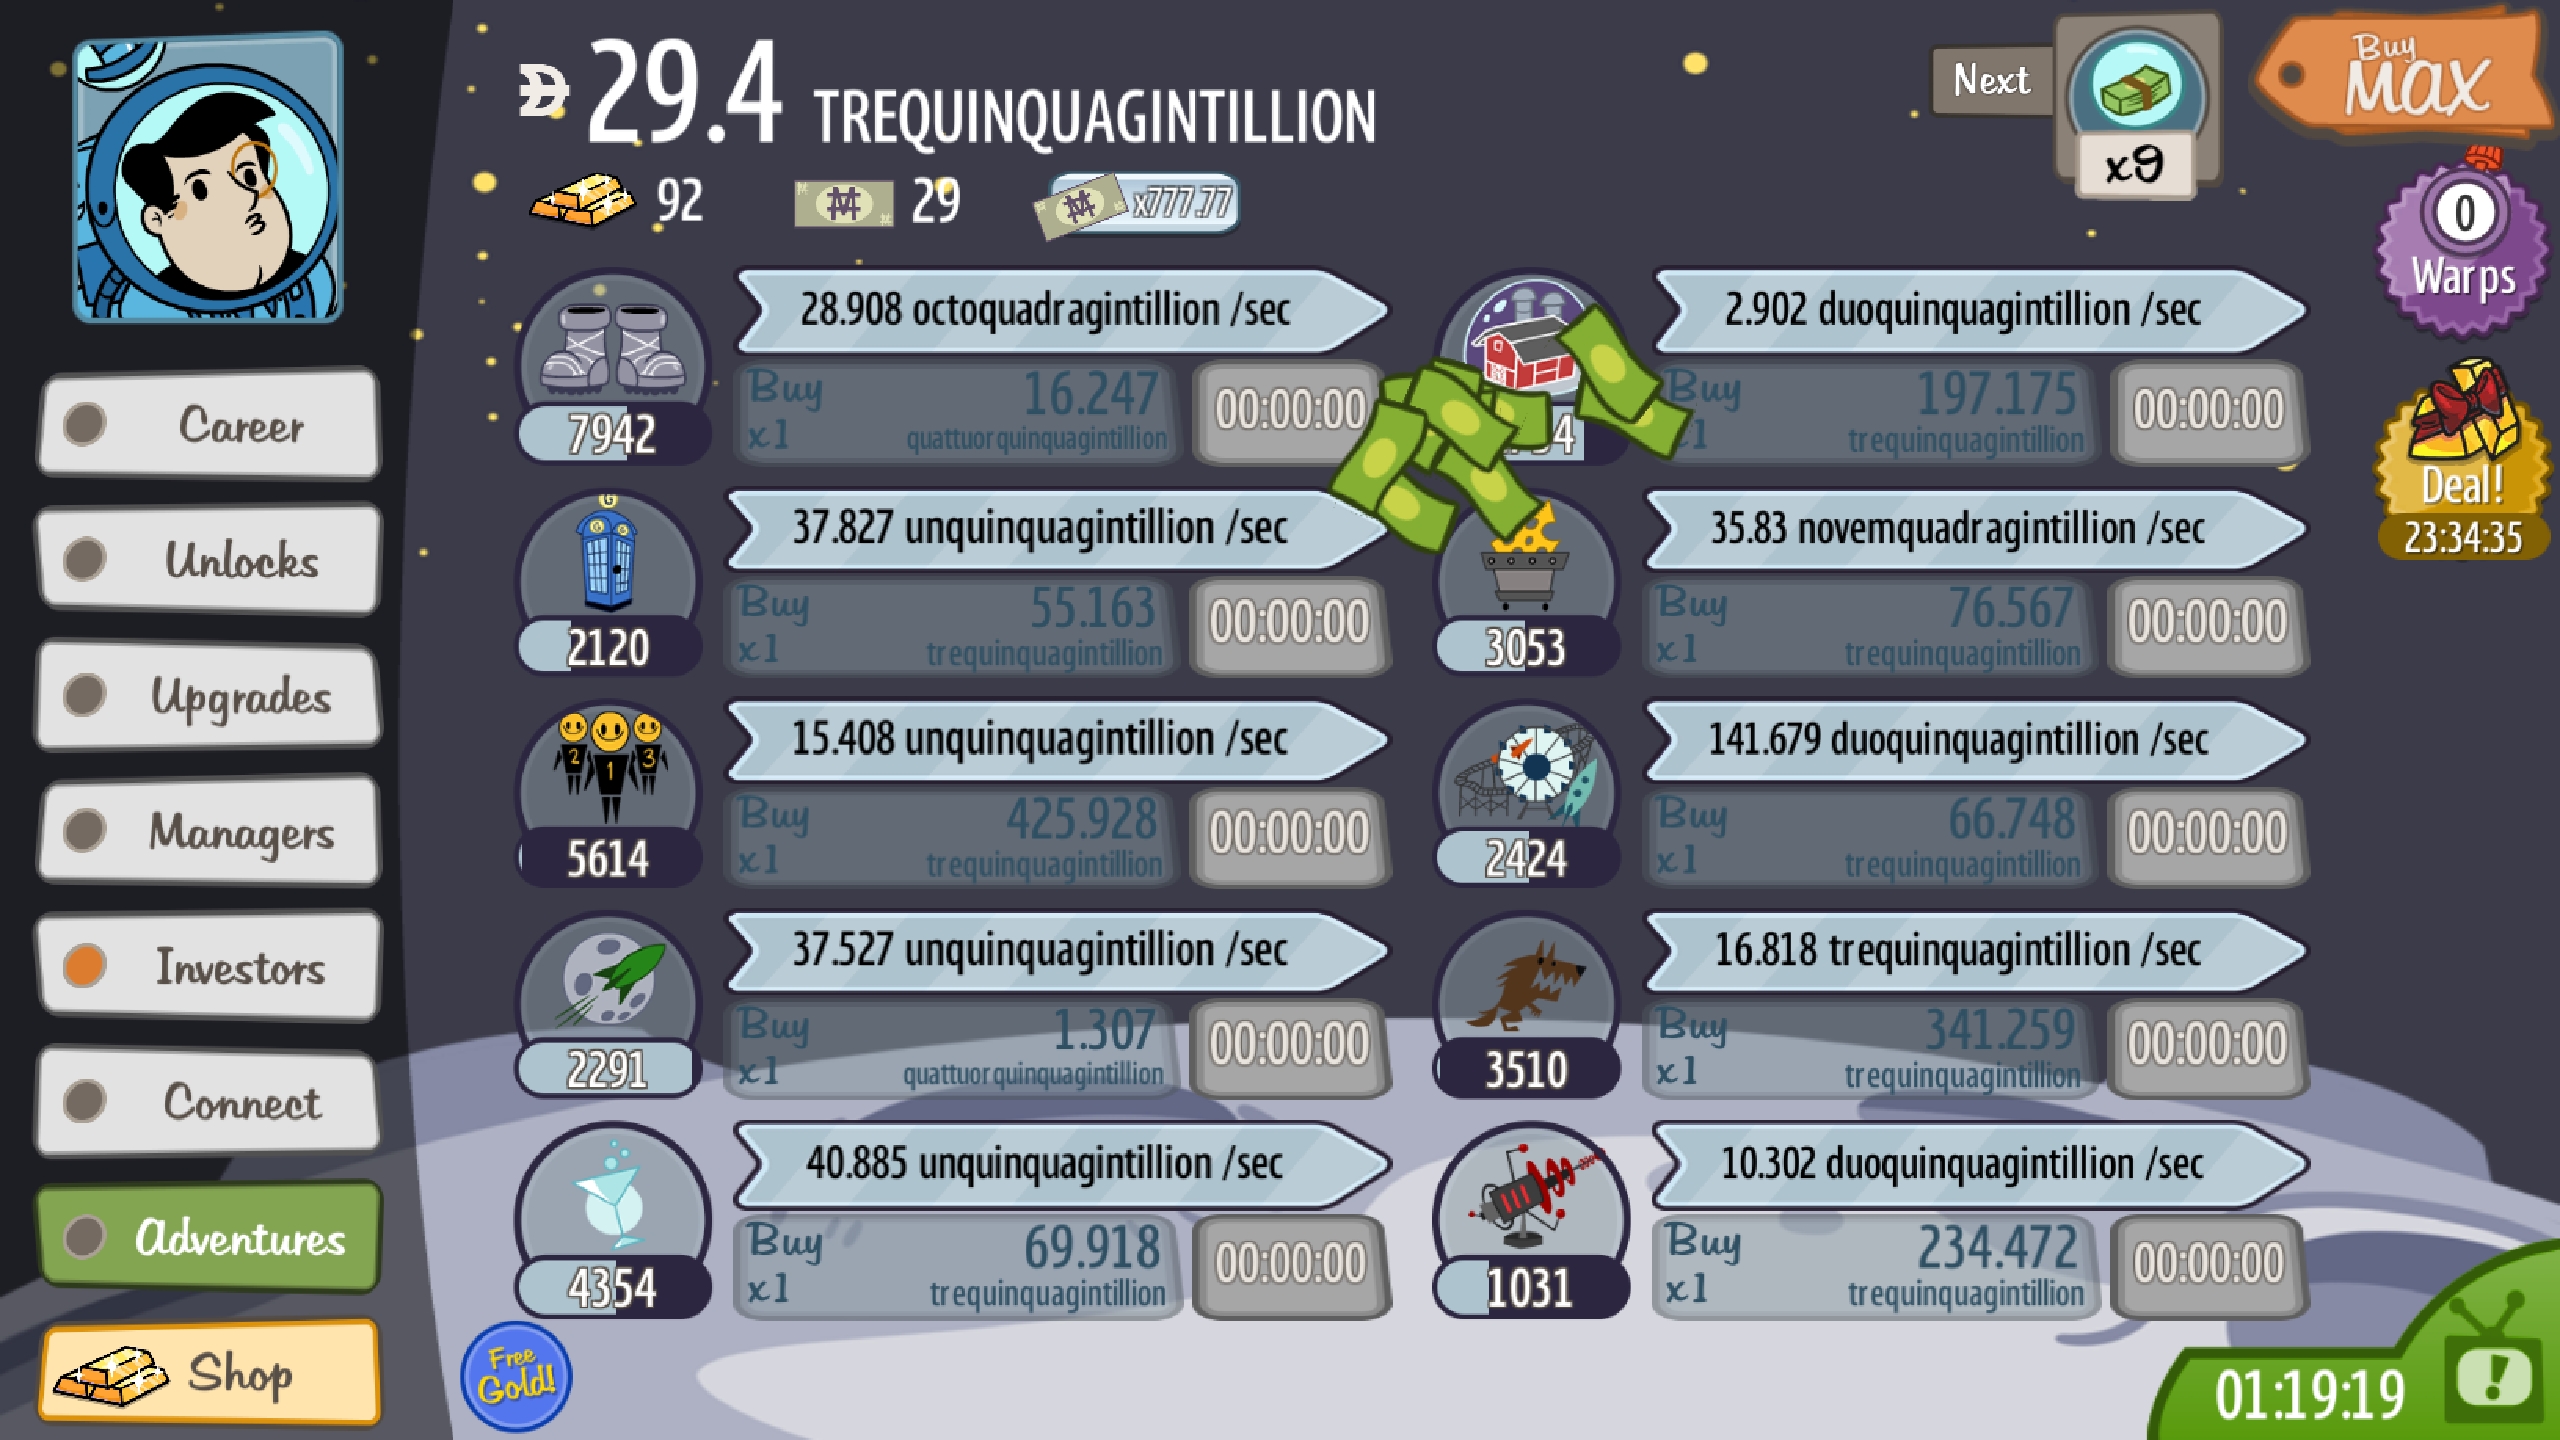 29.4 TREQUINQUAGINTILLION
Next
x9
Buy
MAX
92
29
x777.77
0
Warps
Deal!
23:34:35
Career
Unlocks
Upgrades
Managers
Investors
Connect
Adventures
Shop
28.908 octoquadragintillion /sec
7942
Buy
x1
16.247
quattuorquinquagintillion
00:00:00
2.902 duoquinquagintillion /sec
Buy
197.175
trequinquagintillion
00:00:00
G
37.827 unquinquagintillion /sec
2120
Buy
x1
55.163
trequinquagintillion
00:00:00
35.83 novemquadragintillion /sec
3053
Buy
x1
76.567
trequinquagintillion
00:00:00
2 1 3
15.408 unquinquagintillion /sec
5614
Buy
x1
425.928
trequinquagintillion
00:00:00
141.679 duoquinquagintillion /sec
2424
Buy
x1
66.748
trequinquagintillion
00:00:00
37.527 unquinquagintillion /sec
2291
Buy
x1
1.307
quattuorquinquagintillion
00:00:00
16.818 trequinquagintillion /sec
3510
Buy
x1
341.259
trequinquagintillion
00:00:00
40.885 unquinquagintillion /sec
4354
Buy
x1
69.918
trequinquagintillion
00:00:00
10.302 duoquinquagintillion /sec
1031
Buy
x1
234.472
trequinquagintillion
00:00:00
Free
Gold!
01:19:19
!